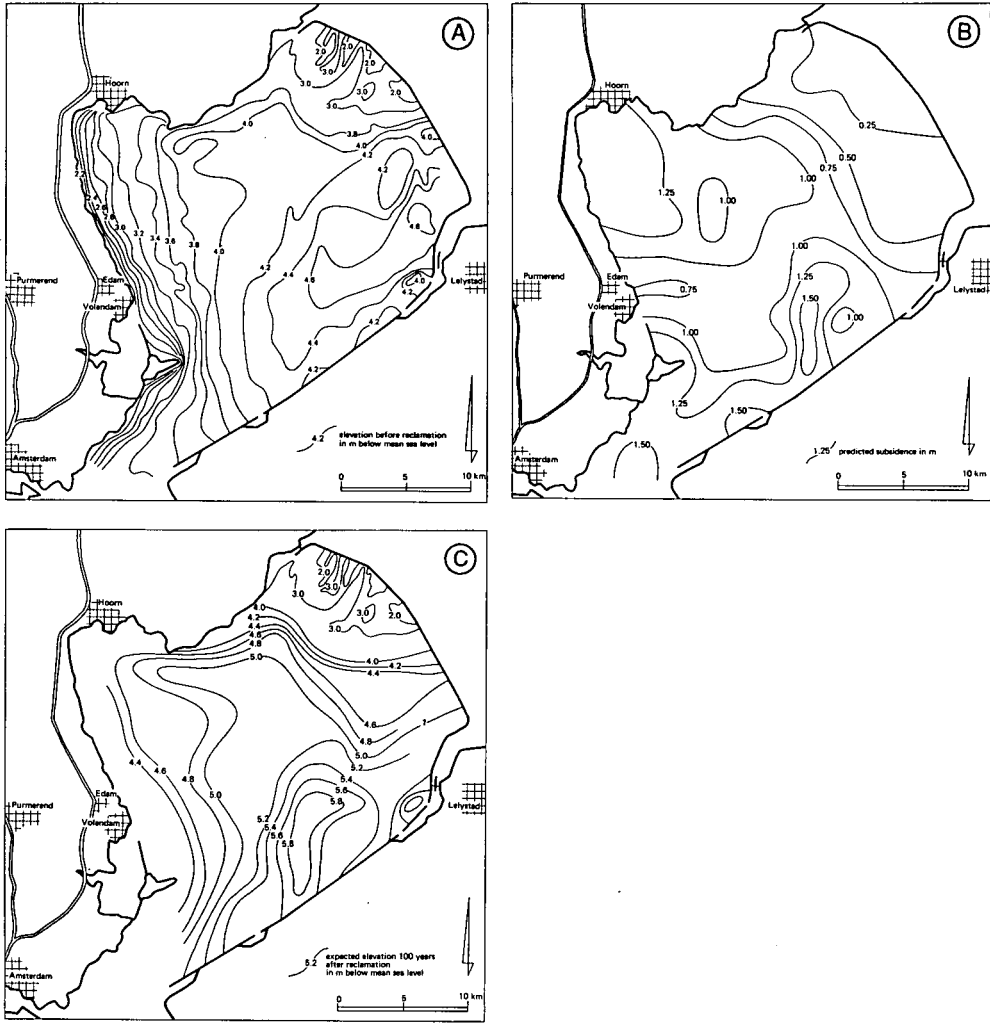 A
Hoorn
Purmerend
Edam
Volendam
Lelystad
Amsterdam
2.0
2.0
2.0
3.0
3.0
3.0
2.0
3.0
4.0
3.8
4.0
4.0
4.2
4.2
2.2
2.4
2.6
2.8
3.0
3.2
3.4
3.6
3.8
4.0
4.2
4.4
4.6
4.6
4.0
4.2
4.2
4.4
4.2
4.2 elevation before reclamation
in m below mean sea level
0 5 10 km
B
Hoorn
Purmerend
Edam
Volendam
Lelystad
Amsterdam
0.25
0.50
0.75
1.00
1.25
1.00
1.00
1.25
1.50
1.00
0.75
1.00
1.25
1.50
1.50
1.25 predicted subsidence in m
0 5 10 km
C
Hoorn
Purmerend
Edam
Volendam
Lelystad
Amsterdam
2.0
3.0
3.0
3.0
2.0
3.0
4.0
4.2
4.4
4.6
4.8
5.0
4.0
4.2
4.4
4.6
4.8
5.0
5.2
5.4
5.6
5.8
?
4.4
4.6
4.8
5.0
5.2
5.4
5.6
5.8
5.2 expected elevation 100 years
after reclamation
in m below mean sea level
0 5 10 km